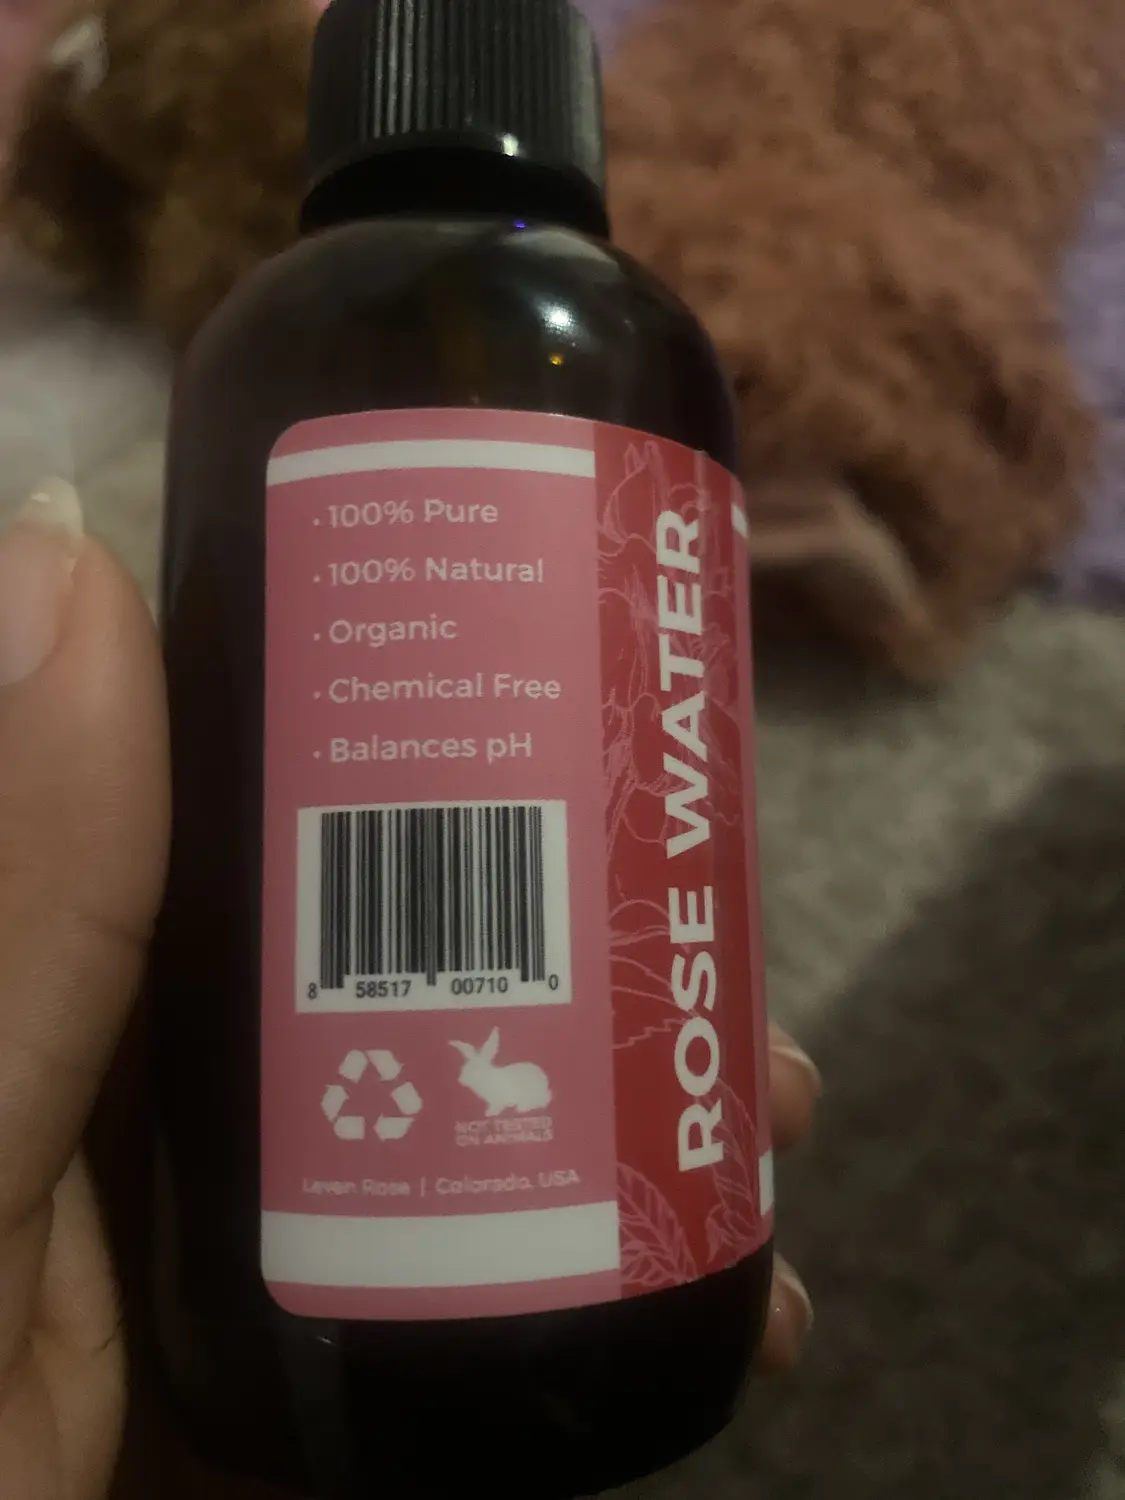 • 100% Pure
• 100% Natural
• Organic
• Chemical Free
• Balances pH
8 58517 00710 0
NOT TESTED
ON ANIMALS
Leven Rose | Colorado, USA
ROSE WATER